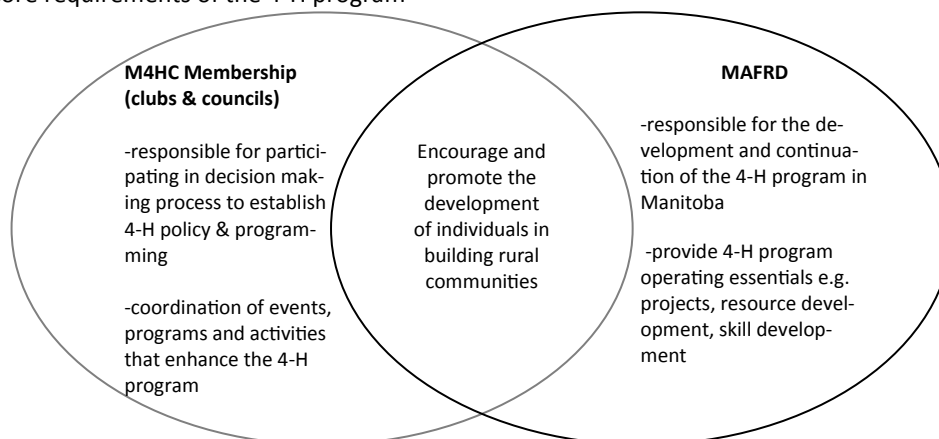 ore requirements of the 4-H program
M4HC Membership
(clubs & councils)
-responsible for partici-
pating in decision mak-
ing process to establish
4-H policy & program-
ming
-coordination of events,
programs and activities
that enhance the 4-H
program
Encourage and
promote the
development
of individuals in
building rural
communities
MAFRD
-responsible for the de-
velopment and continua-
tion of the 4-H program in
Manitoba
-provide 4-H program
operating essentials e.g.
projects, resource devel-
opment, skill develop-
ment